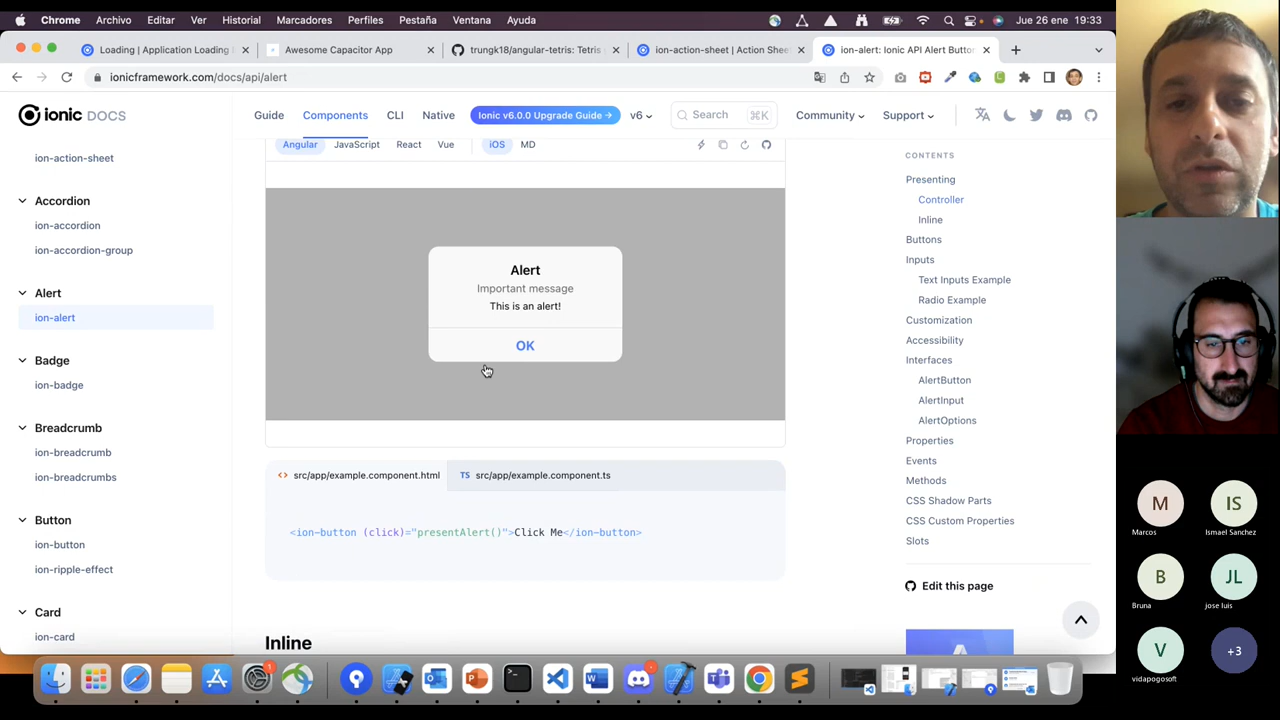 Chrome Archivo Editar Ver Historial Marcadores Perfiles Pestaña Ventana Ayuda Jue 26 ene 19:33
Loading | Application Loading
Awesome Capacitor App
trungk18/angular-tetris: Tetris
ion-action-sheet | Action Shee
ion-alert: Ionic API Alert Button
ionicframework.com/docs/api/alert
ionic DOCS
Guide Components CLI Native Ionic v6.0.0 Upgrade Guide → v6 Search ⌘K Community Support
ion-action-sheet
Accordion
ion-accordion
ion-accordion-group
Alert
ion-alert
Badge
ion-badge
Breadcrumb
ion-breadcrumb
ion-breadcrumbs
Button
ion-button
ion-ripple-effect
Card
ion-card
Angular JavaScript React Vue iOS MD
Alert
Important message
This is an alert!
OK
<> src/app/example.component.html TS src/app/example.component.ts
<ion-button (click)="presentAlert()">Click Me</ion-button>
Inline
CONTENTS
Presenting
Controller
Inline
Buttons
Inputs
Text Inputs Example
Radio Example
Customization
Accessibility
Interfaces
AlertButton
AlertInput
AlertOptions
Properties
Events
Methods
CSS Shadow Parts
CSS Custom Properties
Slots
Edit this page
1
M IS
Marcos Ismael Sanchez
B JL
Bruna jose luis
V +3
vidapogosoft